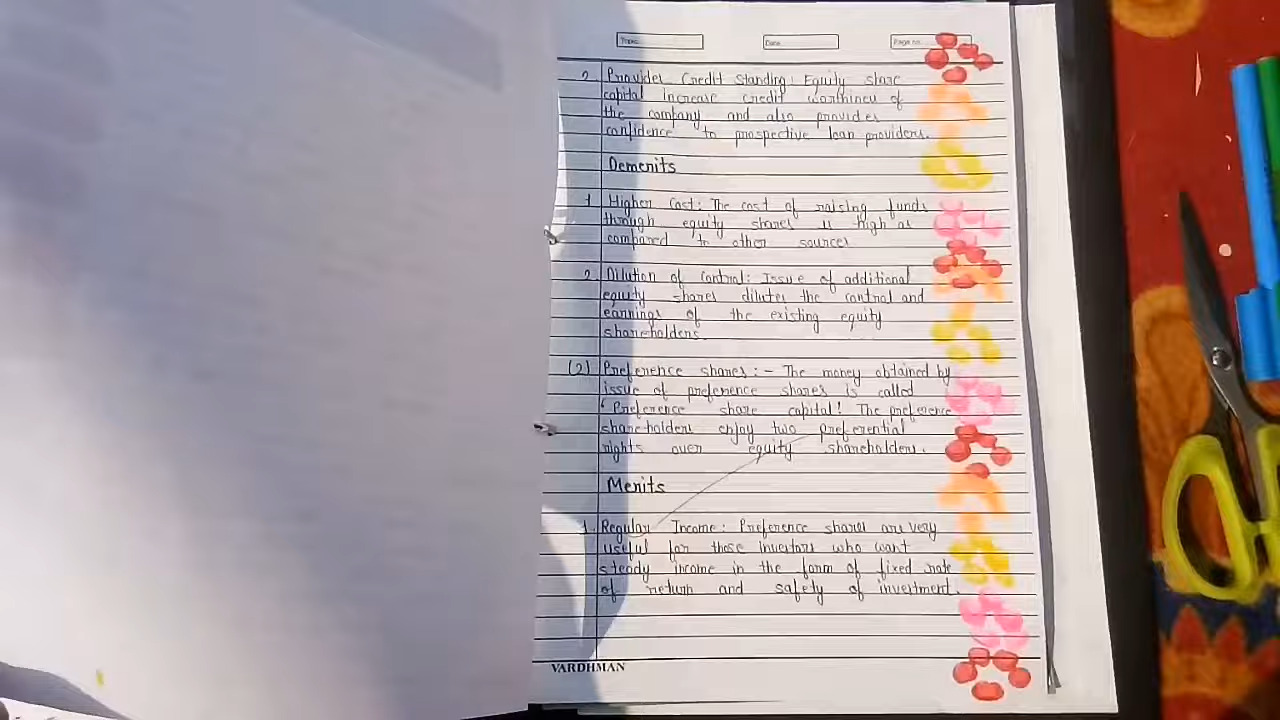 Topic Date Page no.
2 Provides Credit Standing: Equity share
capital increase credit worthiness of
the company and also provides
confidence to prospective loan providers.
Demerits
1 Higher Cost: The cost of raising funds
through equity shares is high as
compared to other sources
2 Dilution of control: Issue of additional
equity shares dilutes the control and
earnings of the existing equity
shareholders.
(2) Preference shares:- The money obtained by
issue of preference shares is called
'Preference share capital'. The preference
shareholders enjoy two preferential
rights over equity shareholders.
Merits
1. Regular Income: Preference shares are very
useful for those investors who want
steady income in the form of fixed rate
of return and safety of investment.
VARDHMAN